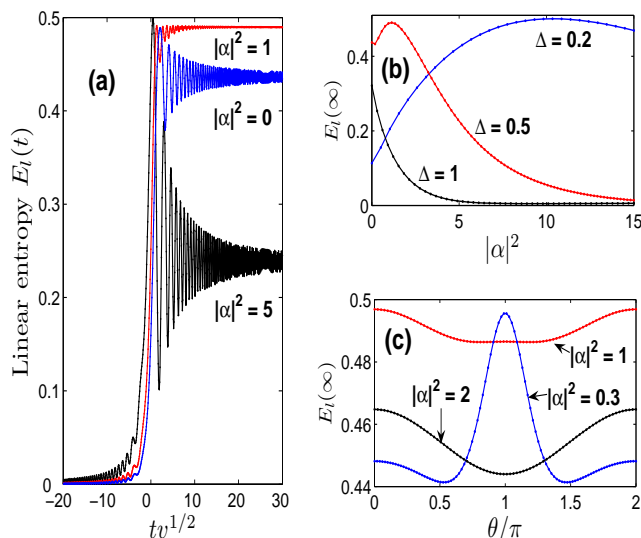 (a)
|α|² = 1
|α|² = 0
|α|² = 5
Linear entropy E_l(t)
0.5
0.4
0.3
0.2
0.1
0
−20 −10 0 10 20 30
tv^{1/2}
(b)
Δ = 0.2
Δ = 0.5
Δ = 1
E_l(∞)
0.4
0.2
0
0 5 10 15
|α|²
(c)
|α|² = 1
|α|² = 2
|α|² = 0.3
E_l(∞)
0.5
0.48
0.46
0.44
0 0.5 1 1.5 2
θ/π